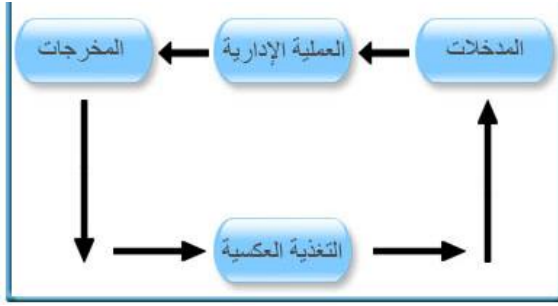 المدخلات
العملية الإدارية
المخرجات
التغذية العكسية